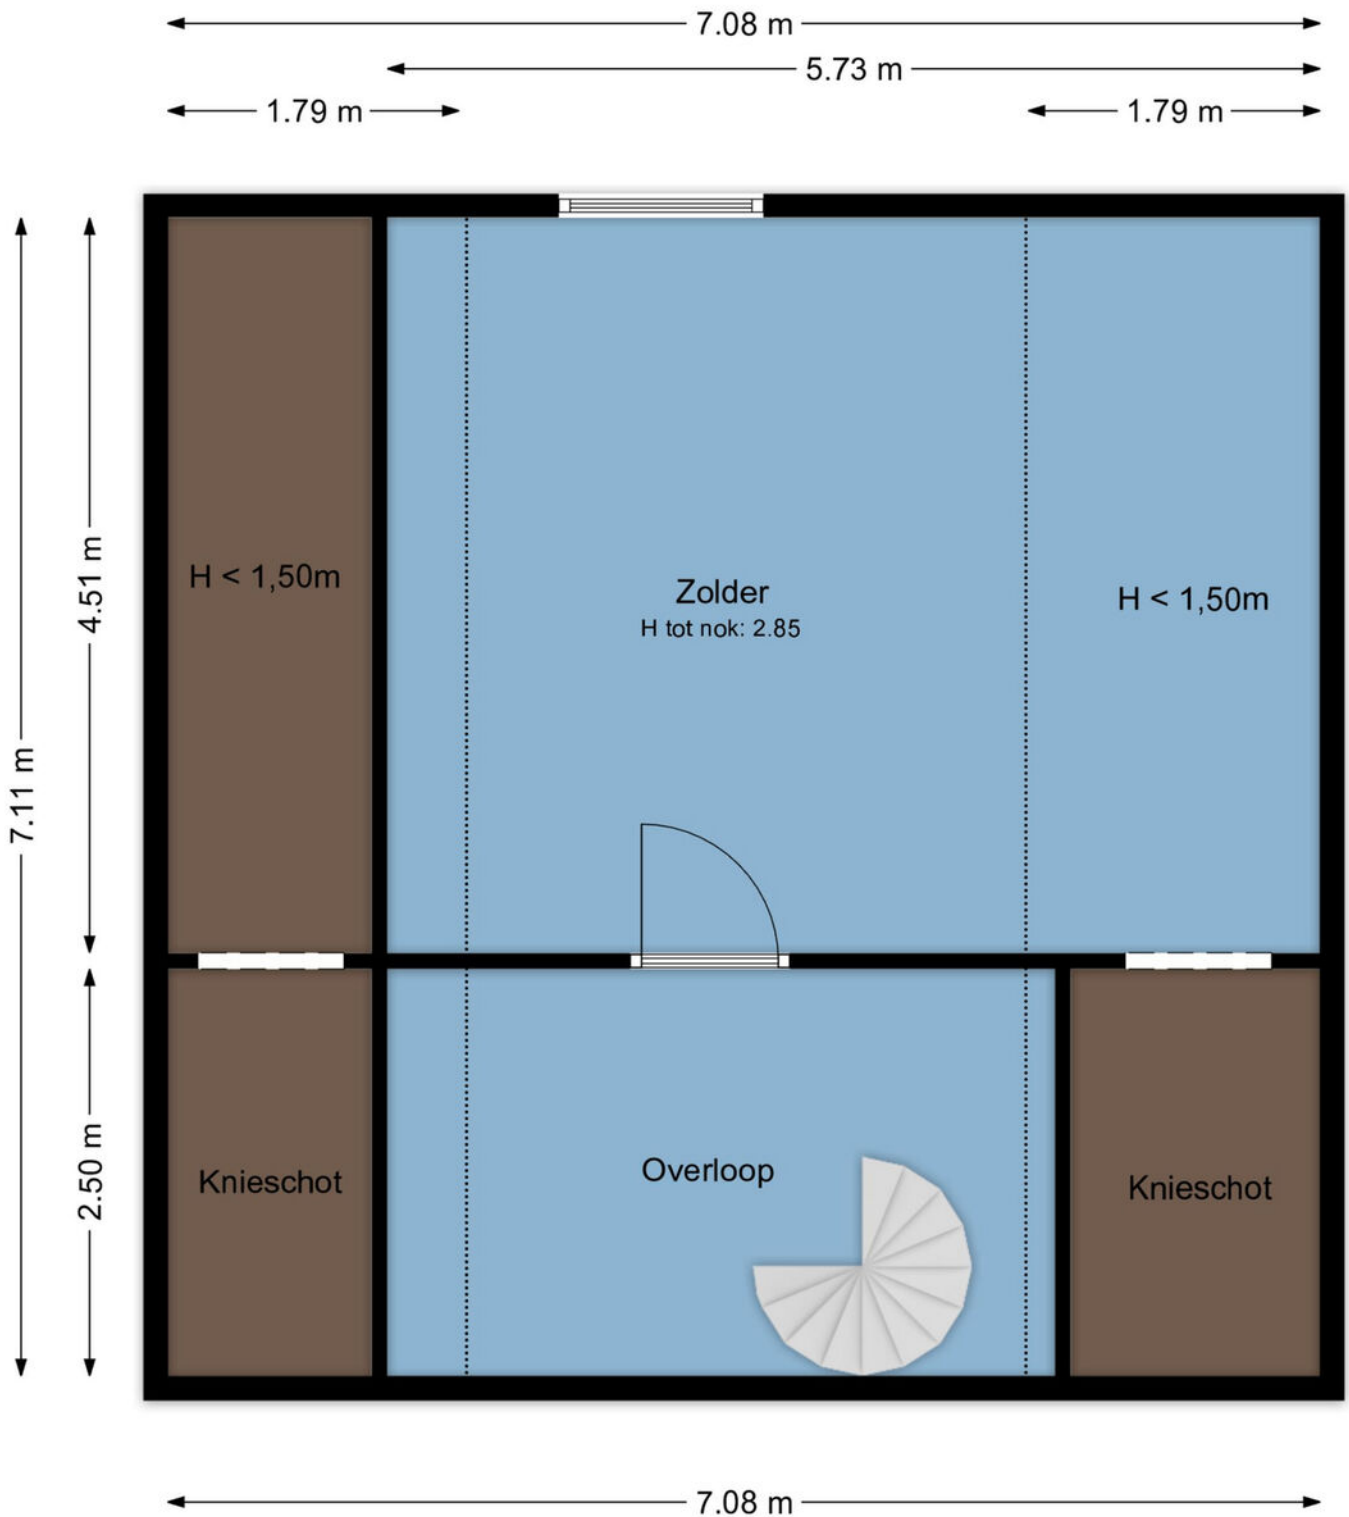 7.08 m
5.73 m
1.79 m
1.79 m
4.51 m
7.11 m
2.50 m
H < 1,50m
Zolder
H tot nok: 2.85
H < 1,50m
Knieschot
Overloop
Knieschot
7.08 m